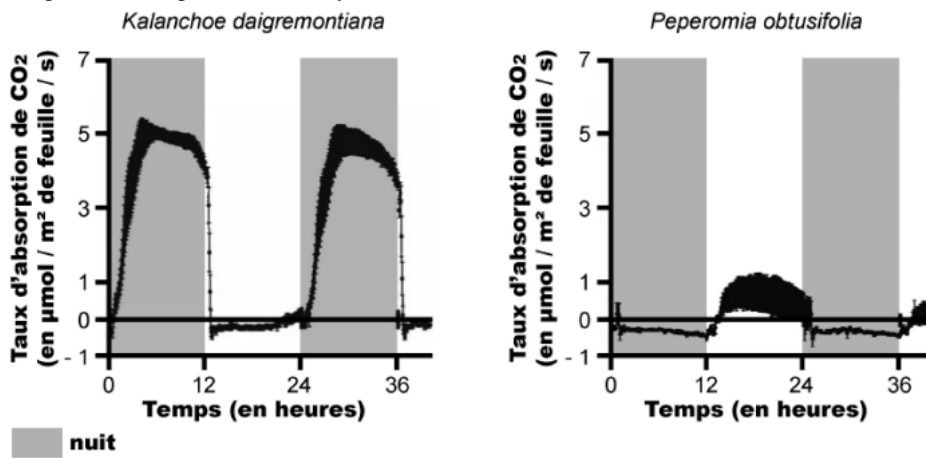 Kalanchoe daigremontiana
Taux d'absorption de CO2
(en µmol / m² de feuille / s)
7
5
3
1
0
- 1
0 12 24 36
Temps (en heures)
Peperomia obtusifolia
Taux d'absorption de CO2
(en µmol / m² de feuille / s)
7
5
3
1
0
- 1
0 12 24 36
Temps (en heures)
nuit